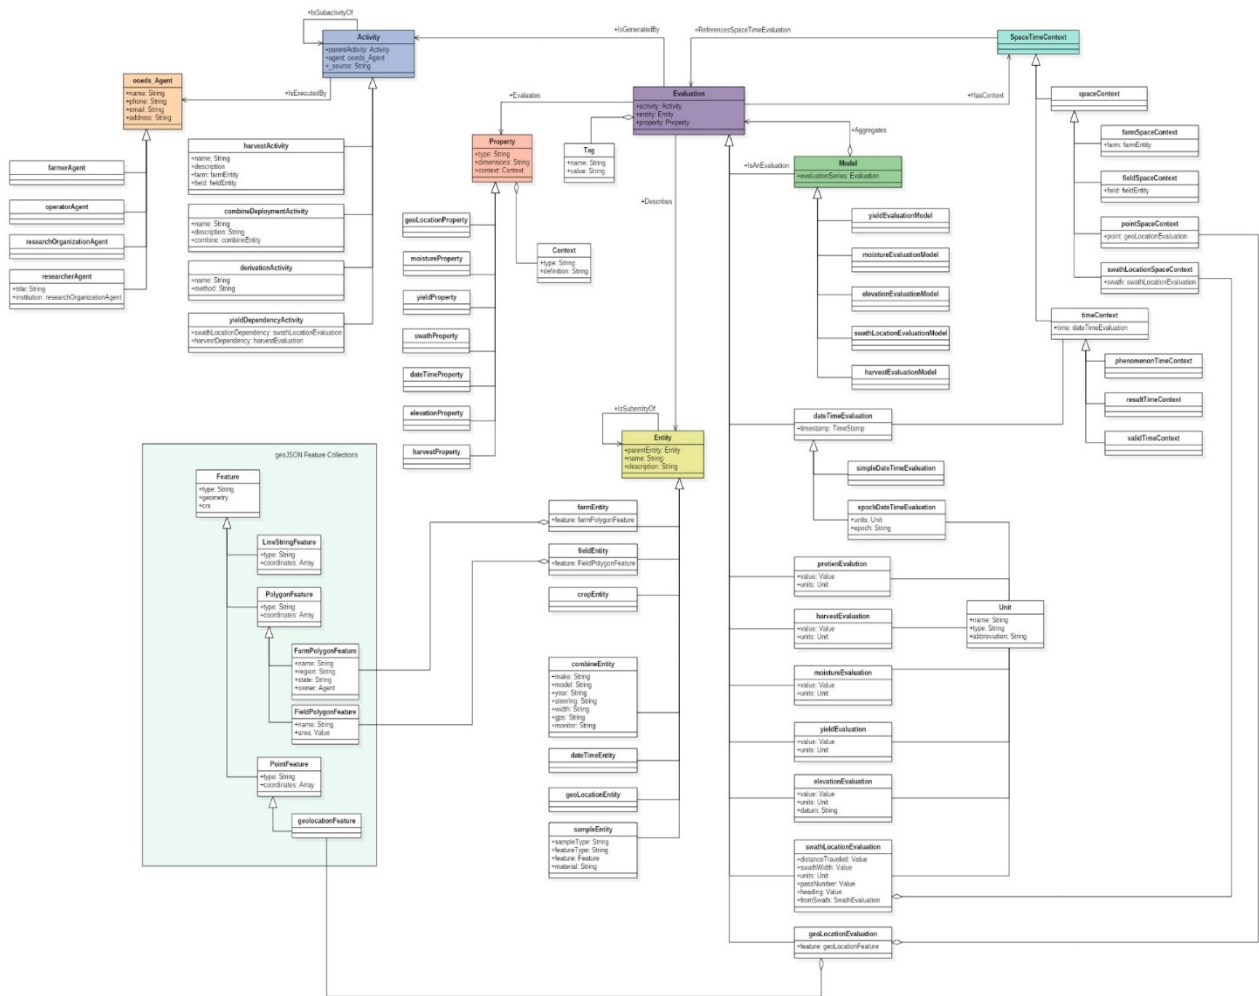 +IsSubactivityOf
Activity
+parentActivity: Activity
+agent: ooeds_Agent
+_source: String
+IsGeneratedBy
+ReferencesSpaceTimeEvaluation
SpaceTimeContext
ooeds_Agent
+name: String
+phone: String
+email: String
+address: String
+IsExecutedBy
+Evaluates
Evaluation
+activity: Activity
+entity: Entity
+property: Property
+HasContext
spaceContext
farmSpaceContext
+farm: farmEntity
fieldSpaceContext
+field: fieldEntity
pointSpaceContext
+point: geoLocationEvaluation
swathLocationSpaceContext
+swath: swathLocationEvaluation
timeContext
+time: dateTimeEvaluation
phenomenonTimeContext
resultTimeContext
validTimeContext
farmerAgent
operatorAgent
researchOrganizationAgent
researcherAgent
+title: String
+institution: researchOrganizationAgent
harvestActivity
+name: String
+description
+farm: farmEntity
+field: fieldEntity
combineDeploymentActivity
+name: String
+description: String
+combine: combineEntity
derivationActivity
+name: String
+method: String
yieldDependencyActivity
+swathLocationDependency: swathLocationEvaluation
+harvestDependency: harvestEvaluation
Property
+type: String
+dimensions: String
+context: Context
Tag
+name: String
+value: String
+Aggregates
+IsAnEvaluation
Model
+evaluationSeries: Evaluation
+Describes
geoLocationProperty
moistureProperty
yieldProperty
swathProperty
dateTimeProperty
elevationProperty
harvestProperty
Context
+type: String
+definition: String
yieldEvaluationModel
moistureEvaluationModel
elevationEvaluationModel
swathLocationEvaluationModel
harvestEvaluationModel
+IsSubentityOf
Entity
+parentEntity: Entity
+name: String
+description: String
dateTimeEvaluation
+timestamp: TimeStamp
simpleDateTimeEvaluation
epochDateTimeEvaluation
+units: Unit
+epoch: String
geoJSON Feature Collections
Feature
+type: String
+geometry
+crs
LineStringFeature
+type: String
+coordinates: Array
PolygonFeature
+type: String
+coordinates: Array
FarmPolygonFeature
+name: String
+region: String
+state: String
+owner: Agent
FieldPolygonFeature
+name: String
+area: Value
PointFeature
+type: String
+coordinates: Array
geolocationFeature
farmEntity
+feature: farmPolygonFeature
fieldEntity
+feature: FieldPolygonFeature
cropEntity
combineEntity
+make: String
+model: String
+year: String
+steering: String
+width: String
+gps: String
+monitor: String
dateTimeEntity
geoLocationEntity
sampleEntity
+sampleType: String
+featureType: String
+feature: Feature
+material: String
protienEvalution
+value: Value
+units: Unit
harvestEvaluation
+value: Value
+units: Unit
Unit
+name: String
+type: String
+abbreviation: String
moistureEvaluation
+value: Value
+units: Unit
yieldEvaluation
+value: Value
+units: Unit
elevationEvaluation
+value: Value
+units: Unit
+datum: String
swathLocationEvaluation
+distanceTraveled: Value
+swathWidth: Value
+units: Unit
+passNumber: Value
+heading: Value
+fromSwath: SwathEvaluation
geoLocationEvaluation
+feature: geoLocationFeature